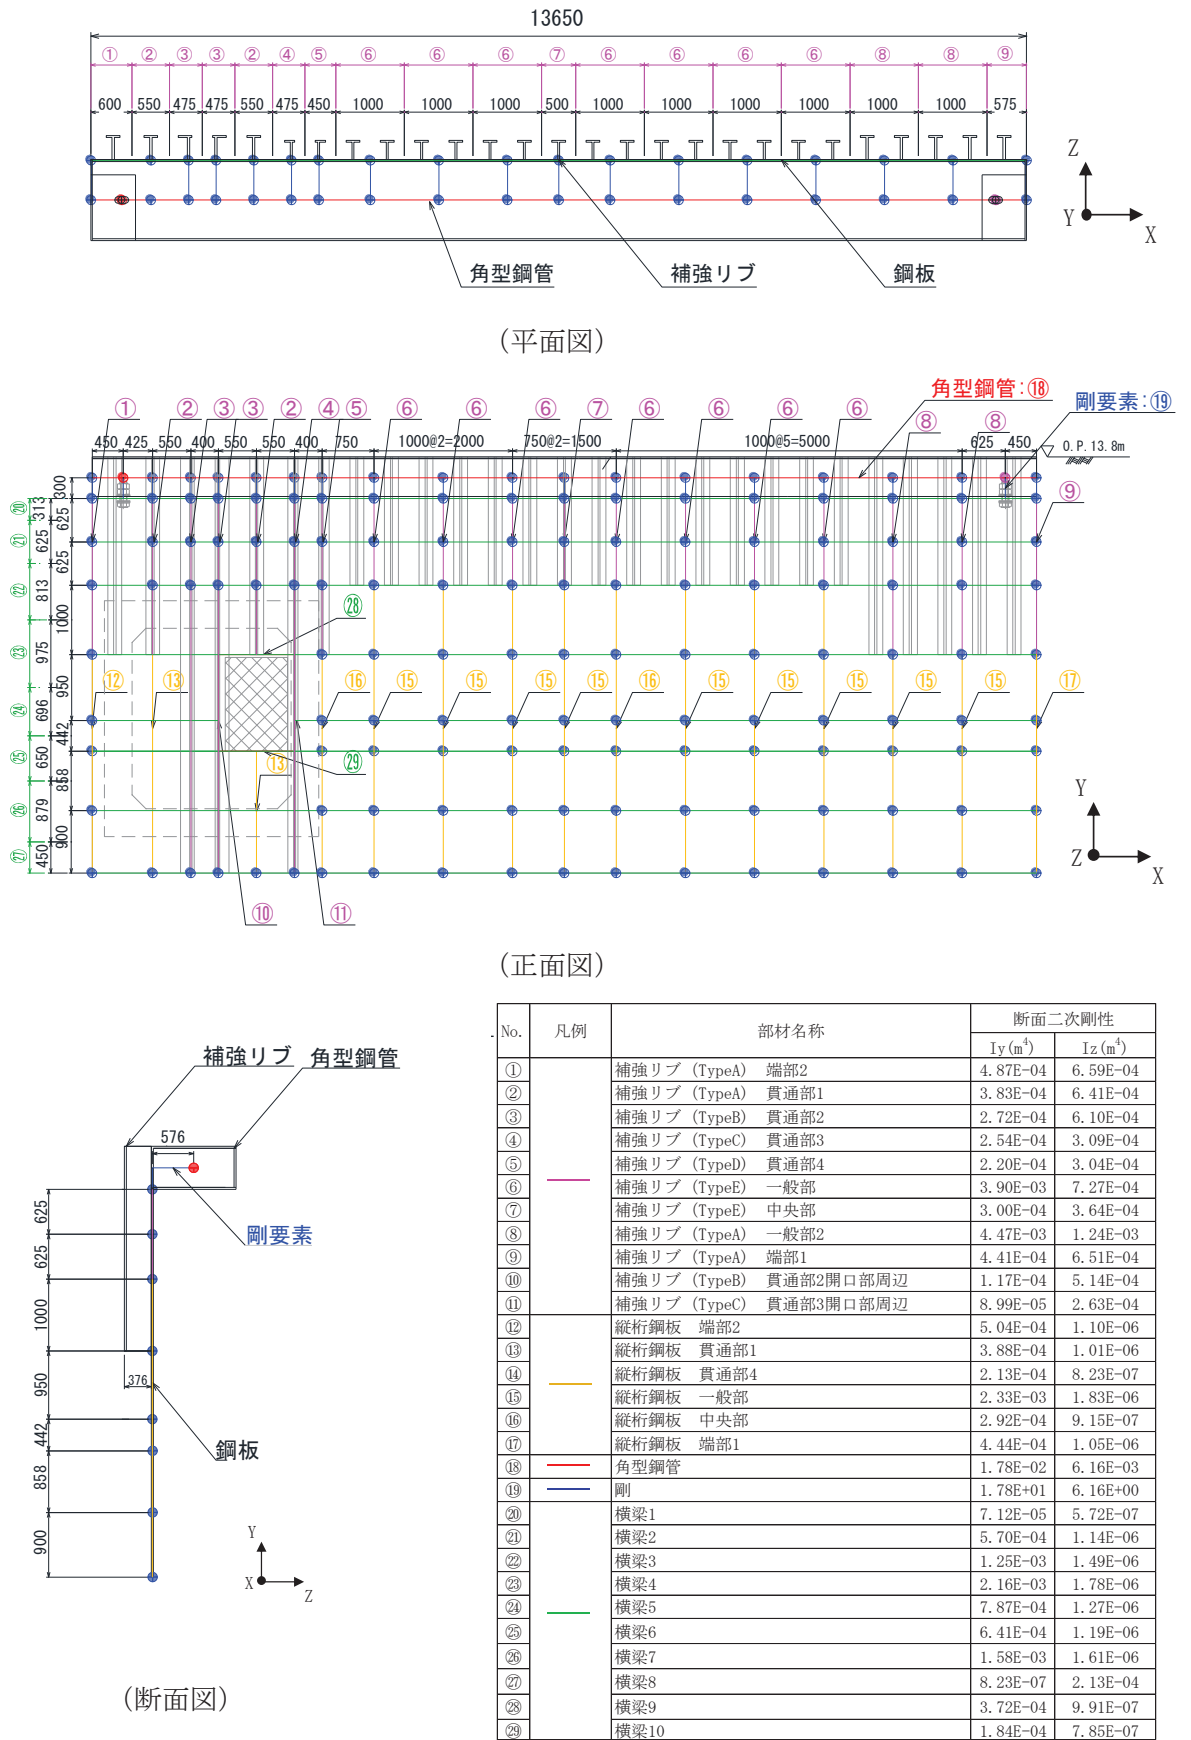 13650
① ② ③ ③ ② ④ ⑤ ⑥ ⑥ ⑥ ⑦ ⑥ ⑥ ⑥ ⑥ ⑧ ⑧ ⑨
600 550 475 475 550 475 450 1000 1000 1000 500 1000 1000 1000 1000 1000 1000 575
Z
Y
X
角型鋼管 補強リブ 鋼板
(平面図)
角型鋼管:⑱
剛要素:⑲
① ② ③ ③ ② ④ ⑤ ⑥ ⑥ ⑥ ⑦ ⑥ ⑥ ⑥ ⑥ ⑧ ⑧
450 425 550 400 550 550 400 750 1000@2=2000 750@2=1500 1000@5=5000 625 450
O.P.13.8m
⑨
300
313 625
625 625
813 1000
975 950
696 442
650 858
879 900
450
⑳
㉑
㉒
㉓
㉔
㉕
㉖
㉗
㉘
⑫ ⑬ ⑯ ⑮ ⑮ ⑮ ⑮ ⑯ ⑮ ⑮ ⑮ ⑮ ⑮ ⑰
⑬ ㉙
Y
Z
X
⑩ ⑪
(正面図)
補強リブ 角型鋼管
576
剛要素
625
625
1000
950
442
858
900
376
鋼板
Y
X
Z
(断面図)
No. 凡例 部材名称 断面二次剛性
Iy(m⁴) Iz(m⁴)
① 補強リブ (TypeA) 端部2 4.87E-04 6.59E-04
② 補強リブ (TypeA) 貫通部1 3.83E-04 6.41E-04
③ 補強リブ (TypeB) 貫通部2 2.72E-04 6.10E-04
④ 補強リブ (TypeC) 貫通部3 2.54E-04 3.09E-04
⑤ 補強リブ (TypeD) 貫通部4 2.20E-04 3.04E-04
⑥ 補強リブ (TypeE) 一般部 3.90E-03 7.27E-04
⑦ 補強リブ (TypeE) 中央部 3.00E-04 3.64E-04
⑧ 補強リブ (TypeA) 一般部2 4.47E-03 1.24E-03
⑨ 補強リブ (TypeA) 端部1 4.41E-04 6.51E-04
⑩ 補強リブ (TypeB) 貫通部2開口部周辺 1.17E-04 5.14E-04
⑪ 補強リブ (TypeC) 貫通部3開口部周辺 8.99E-05 2.63E-04
⑫ 縦桁鋼板 端部2 5.04E-04 1.10E-06
⑬ 縦桁鋼板 貫通部1 3.88E-04 1.01E-06
⑭ 縦桁鋼板 貫通部4 2.13E-04 8.23E-07
⑮ 縦桁鋼板 一般部 2.33E-03 1.83E-06
⑯ 縦桁鋼板 中央部 2.92E-04 9.15E-07
⑰ 縦桁鋼板 端部1 4.44E-04 1.05E-06
⑱ 角型鋼管 1.78E-02 6.16E-03
⑲ 剛 1.78E+01 6.16E+00
⑳ 横梁1 7.12E-05 5.72E-07
㉑ 横梁2 5.70E-04 1.14E-06
㉒ 横梁3 1.25E-03 1.49E-06
㉓ 横梁4 2.16E-03 1.78E-06
㉔ 横梁5 7.87E-04 1.27E-06
㉕ 横梁6 6.41E-04 1.19E-06
㉖ 横梁7 1.58E-03 1.61E-06
㉗ 横梁8 8.23E-07 2.13E-04
㉘ 横梁9 3.72E-04 9.91E-07
㉙ 横梁10 1.84E-04 7.85E-07